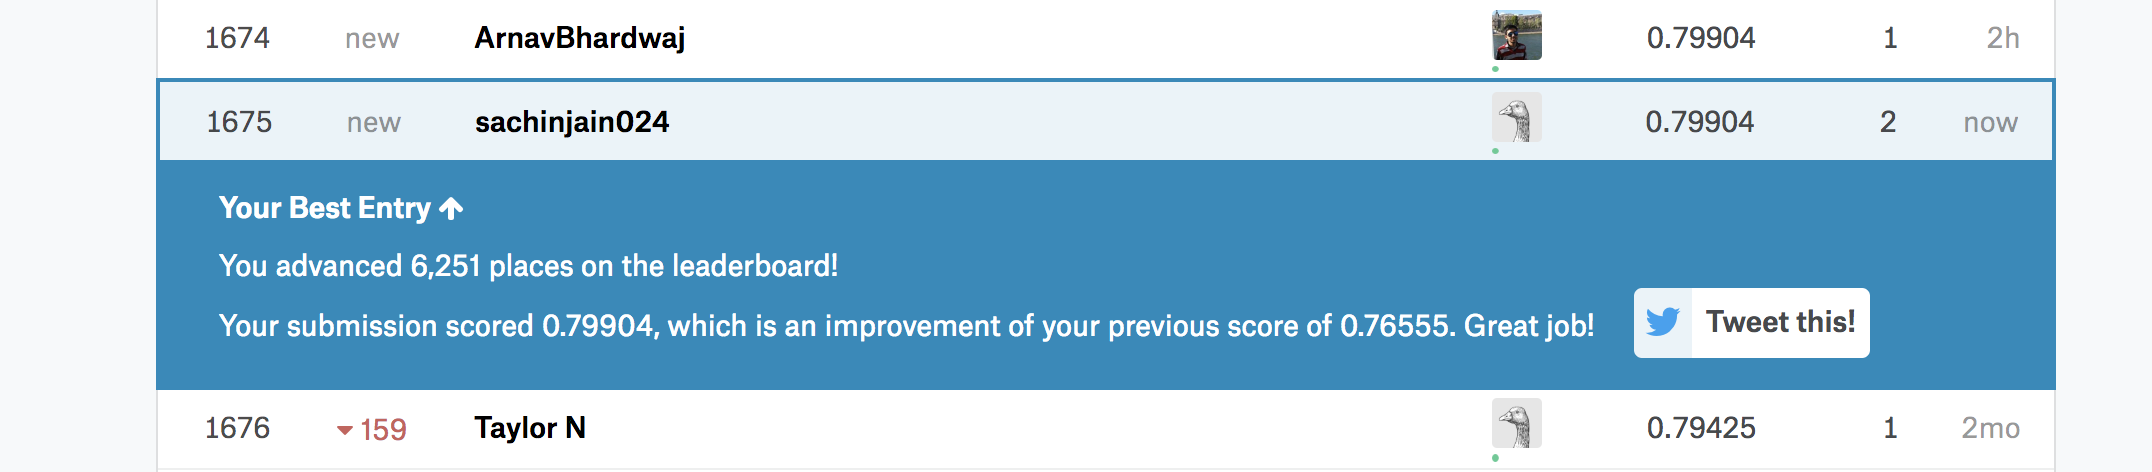 1674 new ArnavBhardwaj 0.79904 1 2h
1675 new sachinjain024 0.79904 2 now
Your Best Entry
You advanced 6,251 places on the leaderboard!
Your submission scored 0.79904, which is an improvement of your previous score of 0.76555. Great job! Tweet this!
1676 159 Taylor N 0.79425 1 2mo